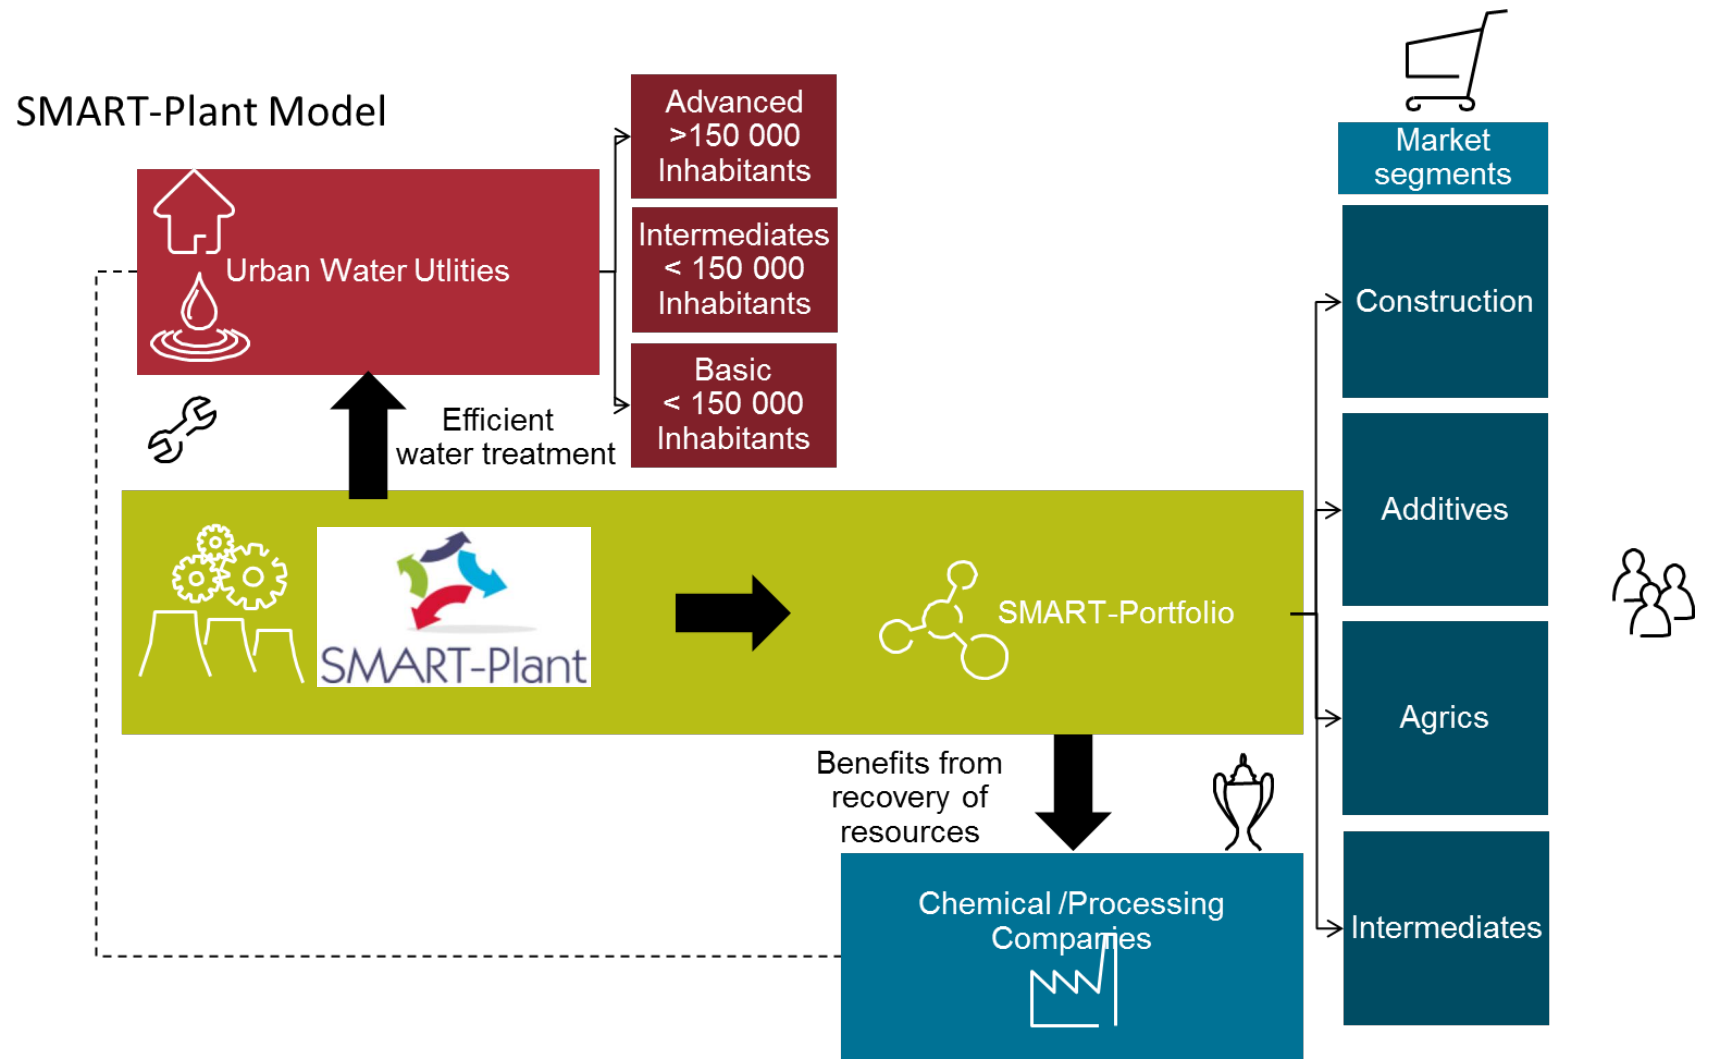 SMART-Plant Model
Advanced
>150 000
Inhabitants
Intermediates
< 150 000
Inhabitants
Basic
< 150 000
Inhabitants
Urban Water Utlities
Efficient
water treatment
SMART-Plant
SMART-Portfolio
Benefits from
recovery of
resources
Chemical /Processing
Companies
Market
segments
Construction
Additives
Agrics
Intermediates